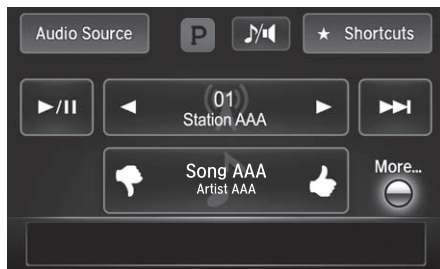 Audio Source
P
Shortcuts
01
Station AAA
Song AAA
Artist AAA
More...